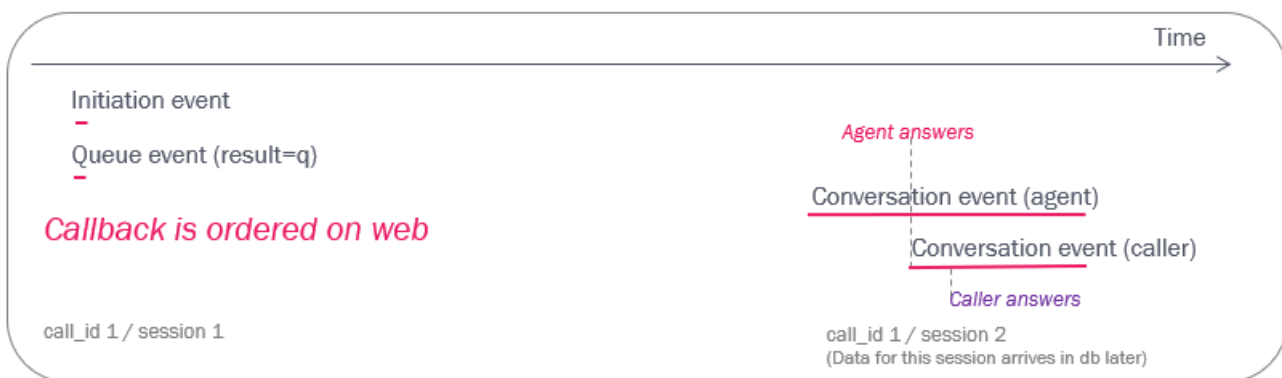 Time
Initiation event
Queue event (result=q)
Callback is ordered on web
call_id 1 / session 1
Agent answers
Conversation event (agent)
Conversation event (caller)
Caller answers
call_id 1 / session 2
(Data for this session arrives in db later)